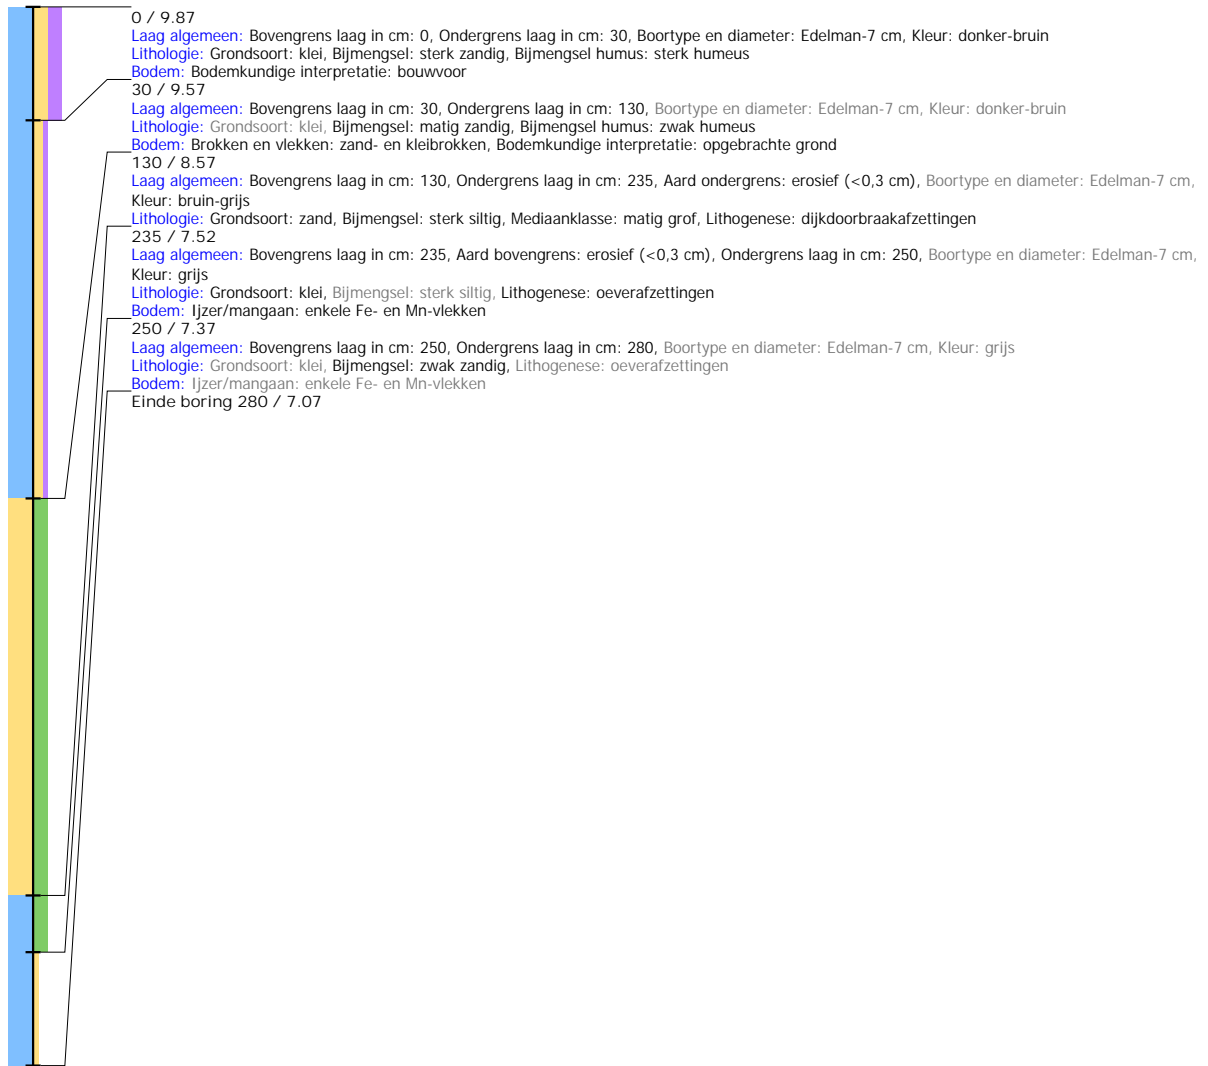 0 / 9.87
Laag algemeen: Bovengrens laag in cm: 0, Ondergrens laag in cm: 30, Boortype en diameter: Edelman-7 cm, Kleur: donker-bruin
Lithologie: Grondsoort: klei, Bijmengsel: sterk zandig, Bijmengsel humus: sterk humeus
Bodem: Bodemkundige interpretatie: bouwvoor
30 / 9.57
Laag algemeen: Bovengrens laag in cm: 30, Ondergrens laag in cm: 130, Boortype en diameter: Edelman-7 cm, Kleur: donker-bruin
Lithologie: Grondsoort: klei, Bijmengsel: matig zandig, Bijmengsel humus: zwak humeus
Bodem: Brokken en vlekken: zand- en kleibrokken, Bodemkundige interpretatie: opgebrachte grond
130 / 8.57
Laag algemeen: Bovengrens laag in cm: 130, Ondergrens laag in cm: 235, Aard ondergrens: erosief (<0,3 cm), Boortype en diameter: Edelman-7 cm,
Kleur: bruin-grijs
Lithologie: Grondsoort: zand, Bijmengsel: sterk siltig, Mediaanklasse: matig grof, Lithogenese: dijkdoorbraakafzettingen
235 / 7.52
Laag algemeen: Bovengrens laag in cm: 235, Aard bovengrens: erosief (<0,3 cm), Ondergrens laag in cm: 250, Boortype en diameter: Edelman-7 cm,
Kleur: grijs
Lithologie: Grondsoort: klei, Bijmengsel: sterk siltig, Lithogenese: oeverafzettingen
Bodem: Ijzer/mangaan: enkele Fe- en Mn-vlekken
250 / 7.37
Laag algemeen: Bovengrens laag in cm: 250, Ondergrens laag in cm: 280, Boortype en diameter: Edelman-7 cm, Kleur: grijs
Lithologie: Grondsoort: klei, Bijmengsel: zwak zandig, Lithogenese: oeverafzettingen
Bodem: Ijzer/mangaan: enkele Fe- en Mn-vlekken
Einde boring 280 / 7.07